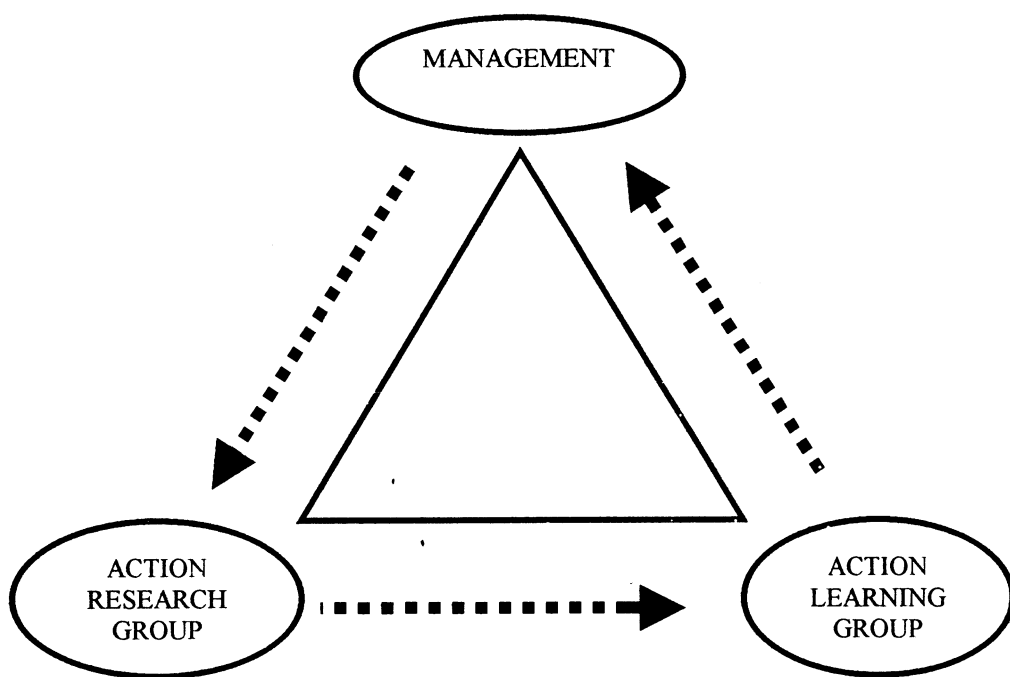 MANAGEMENT
ACTION
RESEARCH
GROUP
ACTION
LEARNING
GROUP